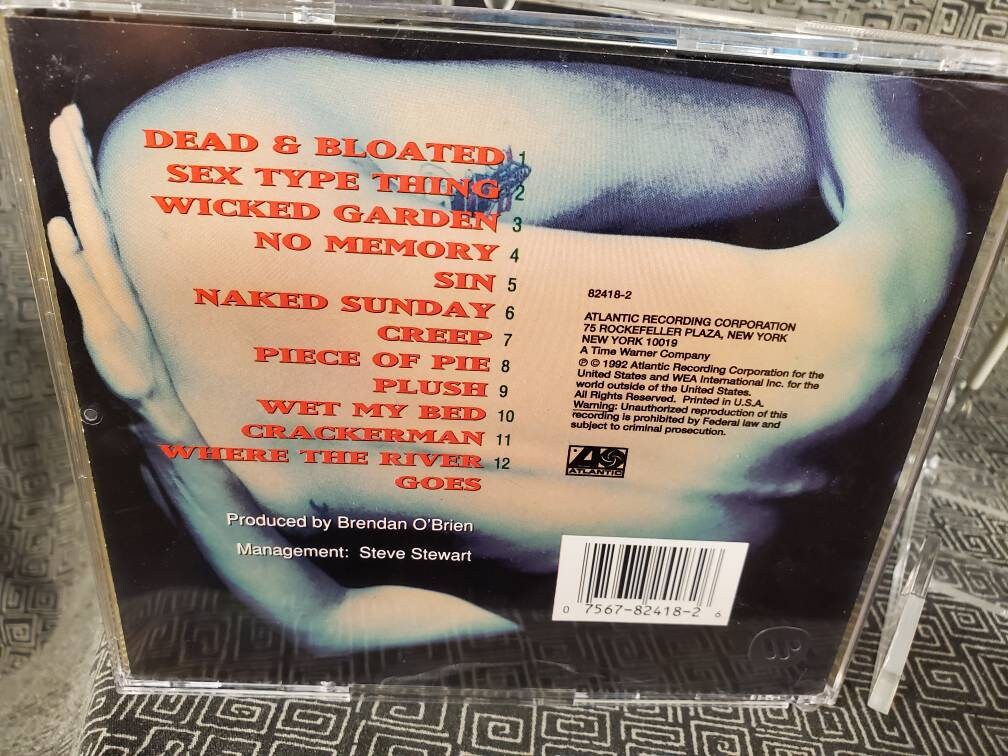 DEAD & BLOATED 1
SEX TYPE THING 2
WICKED GARDEN 3
NO MEMORY 4
SIN 5
NAKED SUNDAY 6
CREEP 7
PIECE OF PIE 8
PLUSH 9
WET MY BED 10
CRACKERMAN 11
WHERE THE RIVER 12
GOES
Produced by Brendan O'Brien
Management: Steve Stewart
82418-2
ATLANTIC RECORDING CORPORATION
75 ROCKEFELLER PLAZA, NEW YORK
NEW YORK 10019
A Time Warner Company
℗ © 1992 Atlantic Recording Corporation for the
United States and WEA International Inc. for the
world outside of the United States.
All Rights Reserved. Printed in U.S.A.
Warning: Unauthorized reproduction of this
recording is prohibited by Federal law and
subject to criminal prosecution.
ATLANTIC
0 7567-82418-2 6